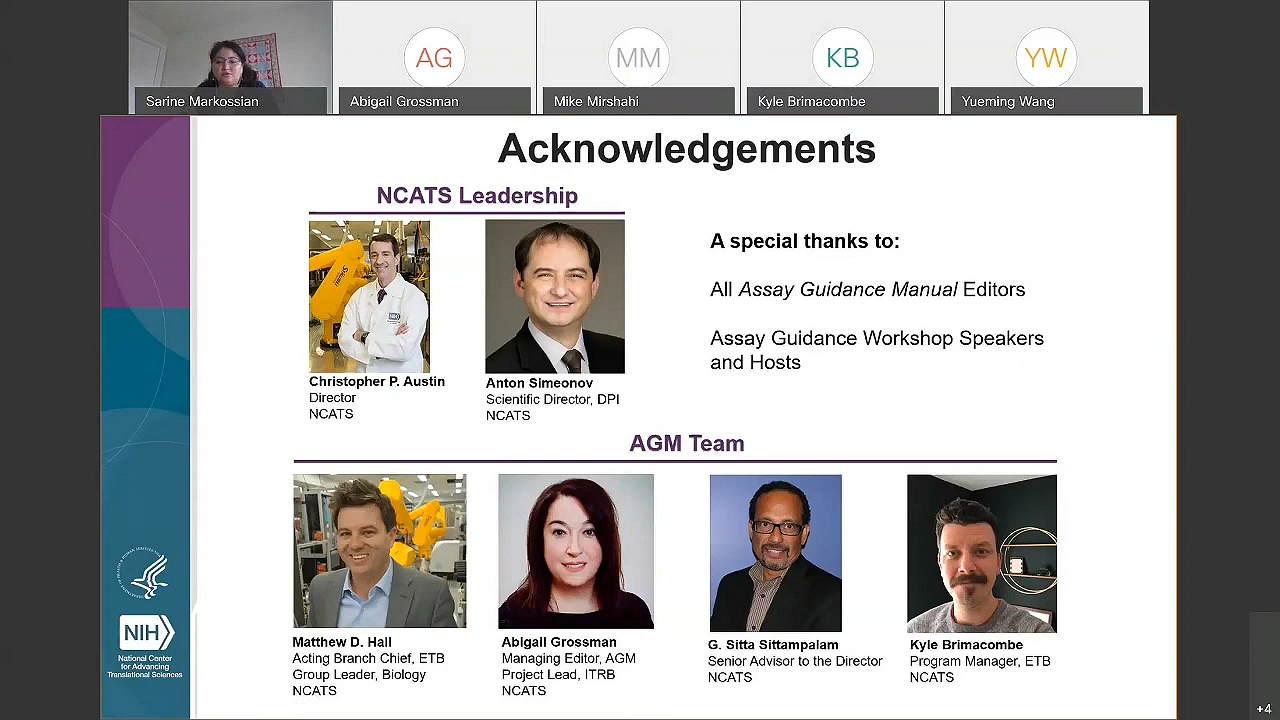 AG
MM
KB
YW
Sarine Markossian
Abigail Grossman
Mike Mirshahi
Kyle Brimacombe
Yueming Wang
Acknowledgements
NCATS Leadership
Christopher P. Austin
Director
NCATS
Anton Simeonov
Scientific Director, DPI
NCATS
A special thanks to:
All Assay Guidance Manual Editors
Assay Guidance Workshop Speakers
and Hosts
AGM Team
Matthew D. Hall
Acting Branch Chief, ETB
Group Leader, Biology
NCATS
Abigail Grossman
Managing Editor, AGM
Project Lead, ITRB
NCATS
G. Sitta Sittampalam
Senior Advisor to the Director
NCATS
Kyle Brimacombe
Program Manager, ETB
NCATS
NIH
National Center
for Advancing
Translational Sciences
+4